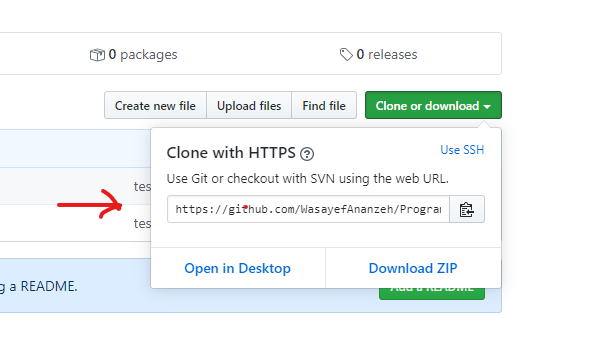 0 packages
0 releases
Create new file
Upload files
Find file
Clone or download
Clone with HTTPS
Use SSH
Use Git or checkout with SVN using the web URL.
tes
https://github.com/WasayefAnanzeh/Progran
tes
Open in Desktop
Download ZIP
g a README.
Add a README